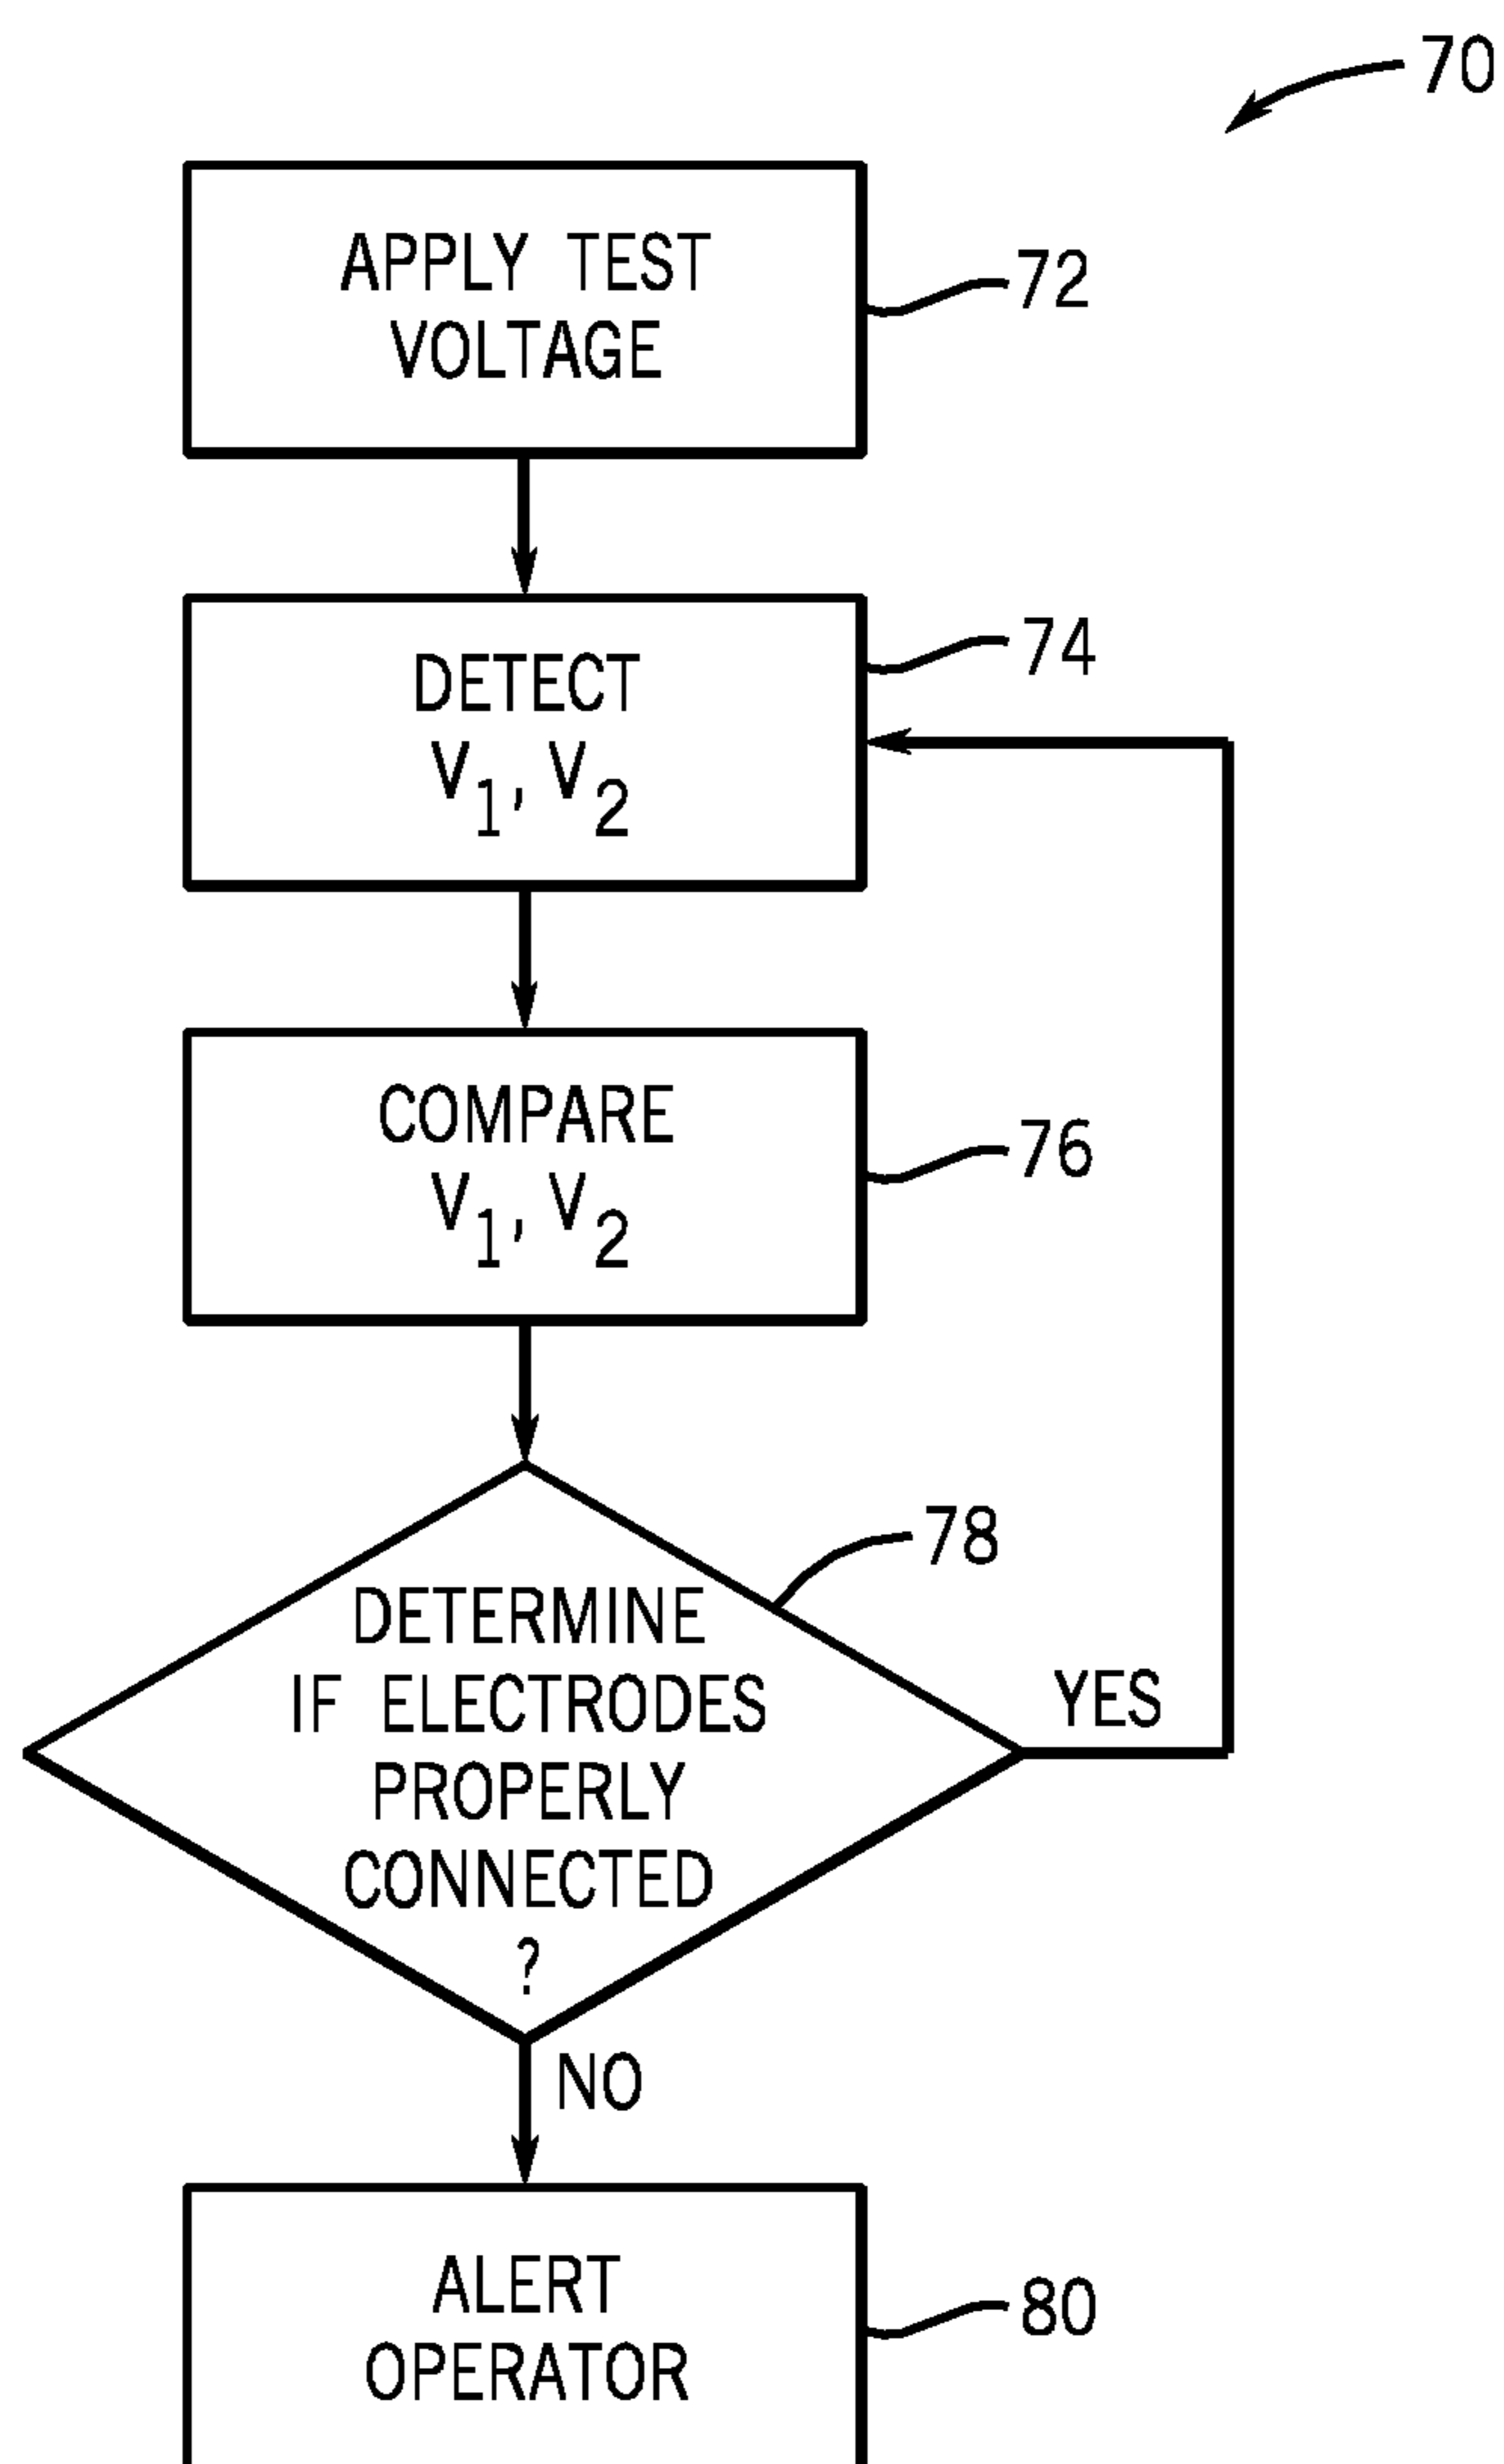 70
APPLY TEST
VOLTAGE
72
DETECT
V1, V2
74
COMPARE
V1, V2
76
DETERMINE
IF ELECTRODES
PROPERLY
CONNECTED
?
78
YES
NO
ALERT
OPERATOR
80